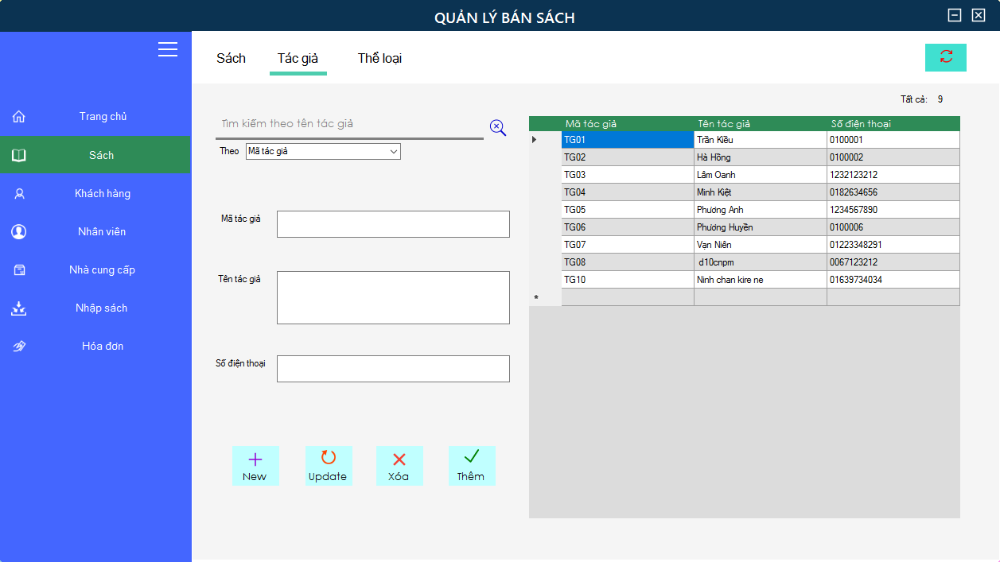 QUẢN LÝ BÁN SÁCH
Trang chủ
Sách
Khách hàng
Nhân viên
Nhà cung cấp
Nhập sách
Hóa đơn
Sách Tác giả Thể loại
Tất cả: 9
Tìm kiếm theo tên tác giả
Theo Mã tác giả
Mã tác giả
Tên tác giả
Số điện thoại
New Update Xóa Thêm
Mã tác giả Tên tác giả Số điện thoại
TG01 Trần Kiều 0100001
TG02 Hà Hồng 0100002
TG03 Lâm Oanh 1232123212
TG04 Minh Kiệt 0182634656
TG05 Phương Anh 1234567890
TG06 Phương Huyền 0100006
TG07 Vạn Niên 01223348291
TG08 d10cnpm 0067123212
TG10 Ninh chan kire ne 01639734034
*